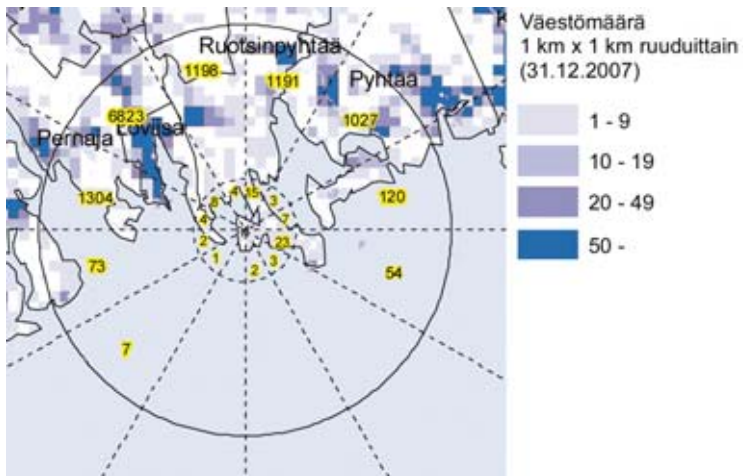 Väestömäärä
1 km x 1 km ruuduittain
(31.12.2007)
1 - 9
10 - 19
20 - 49
50 -
Ruotsinpyhtää
1198
1191
Pyhtää
6823
Loviisa
1027
Pernaja
1304
4
15
8
3
120
4
7
2
23
73
1
3
2
54
7